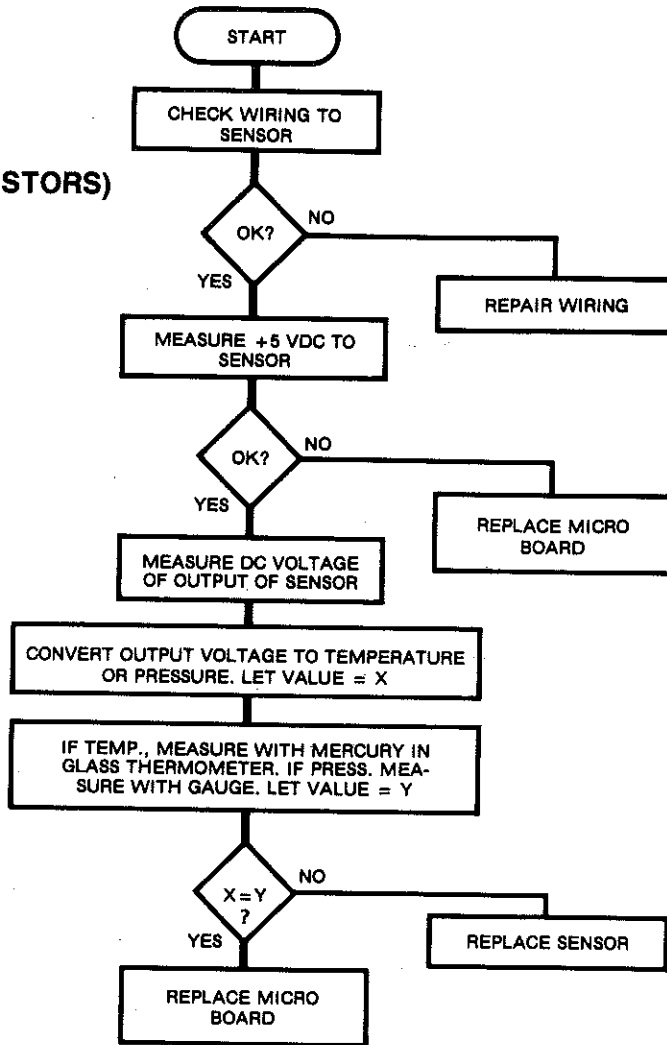 START
CHECK WIRING TO
SENSOR
STORS)
OK?
NO
YES
REPAIR WIRING
MEASURE +5 VDC TO
SENSOR
OK?
NO
YES
REPLACE MICRO
BOARD
MEASURE DC VOLTAGE
OF OUTPUT OF SENSOR
CONVERT OUTPUT VOLTAGE TO TEMPERATURE
OR PRESSURE. LET VALUE = X
IF TEMP., MEASURE WITH MERCURY IN
GLASS THERMOMETER. IF PRESS. MEA-
SURE WITH GAUGE. LET VALUE = Y
X = Y
?
NO
YES
REPLACE SENSOR
REPLACE MICRO
BOARD